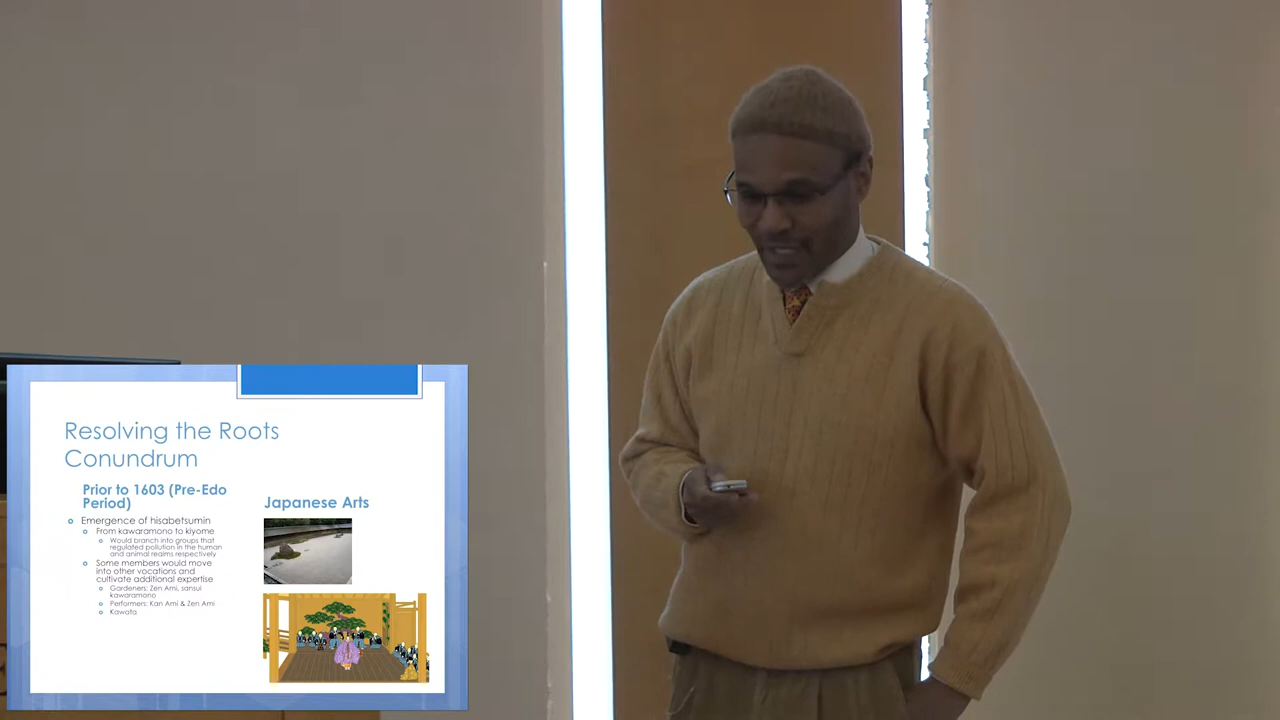 Resolving the Roots
Conundrum
Prior to 1603 (Pre-Edo
Period)
Emergence of hisabetsumin
From kawaramono to kiyome
Would branch into groups that
regulated pollution in the human
and animal realms respectively
Some members would move
into other vocations and
cultivate additional expertise
Gardeners: Zen Ami, sansui
kawaramono
Performers: Kan Ami & Zen Ami
Kawata
Japanese Arts